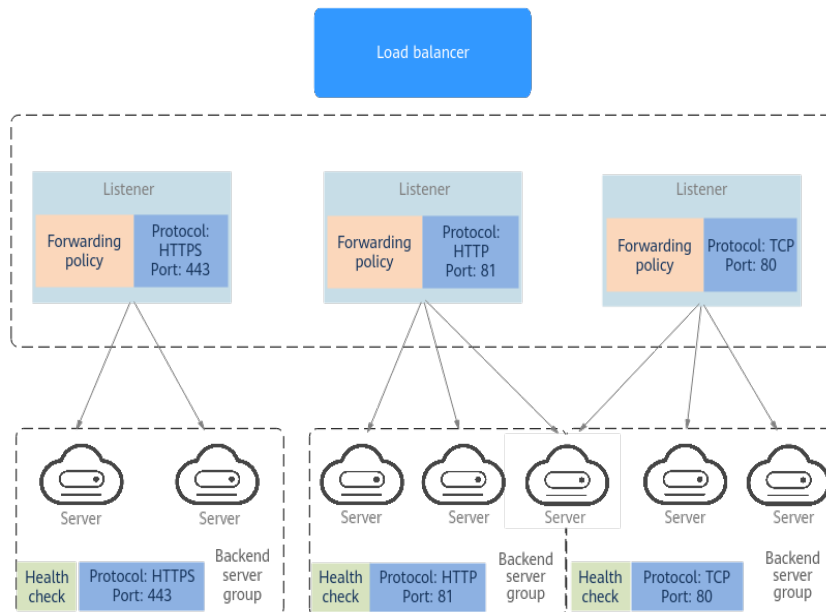 Load balancer
Listener
Forwarding
policy
Protocol:
HTTPS
Port: 443
Listener
Forwarding
policy
Protocol:
HTTP
Port: 81
Listener
Forwarding
policy
Protocol: TCP
Port: 80
Server
Server
Server
Server
Server
Server
Server
Health
check
Protocol: HTTPS
Port: 443
Backend
server
group
Health
check
Protocol: HTTP
Port: 81
Backend
server
group
Health
check
Protocol: TCP
Port: 80
Backend
server
group